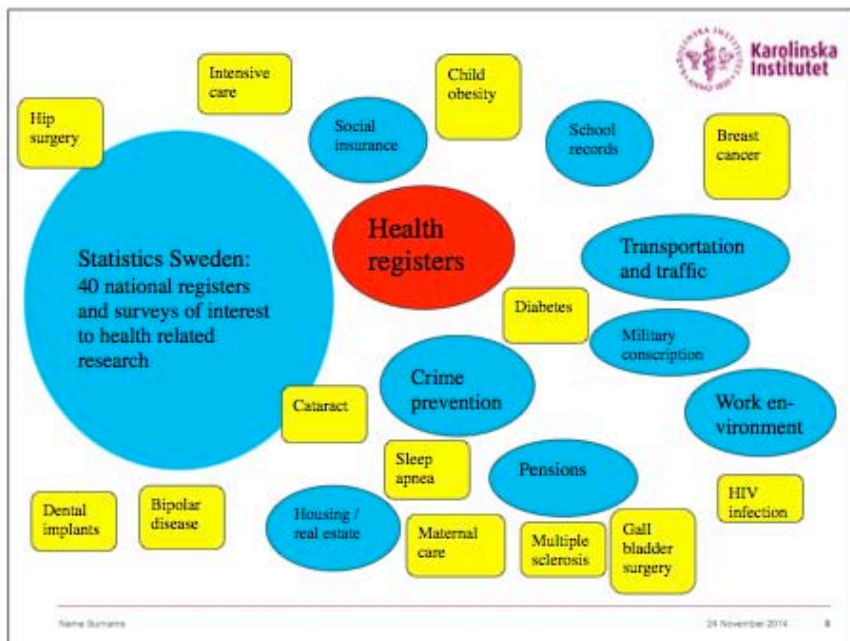 Karolinska
Institutet
Intensive
care
Child
obesity
Hip
surgery
Social
insurance
School
records
Breast
cancer
Health
registers
Statistics Sweden:
40 national registers
and surveys of interest
to health related
research
Transportation
and traffic
Diabetes
Military
conscription
Crime
prevention
Cataract
Work en-
vironment
Sleep
apnea
Pensions
HIV
infection
Dental
implants
Bipolar
disease
Housing /
real estate
Maternal
care
Multiple
sclerosis
Gall
bladder
surgery
Name Surname
24 November 2014